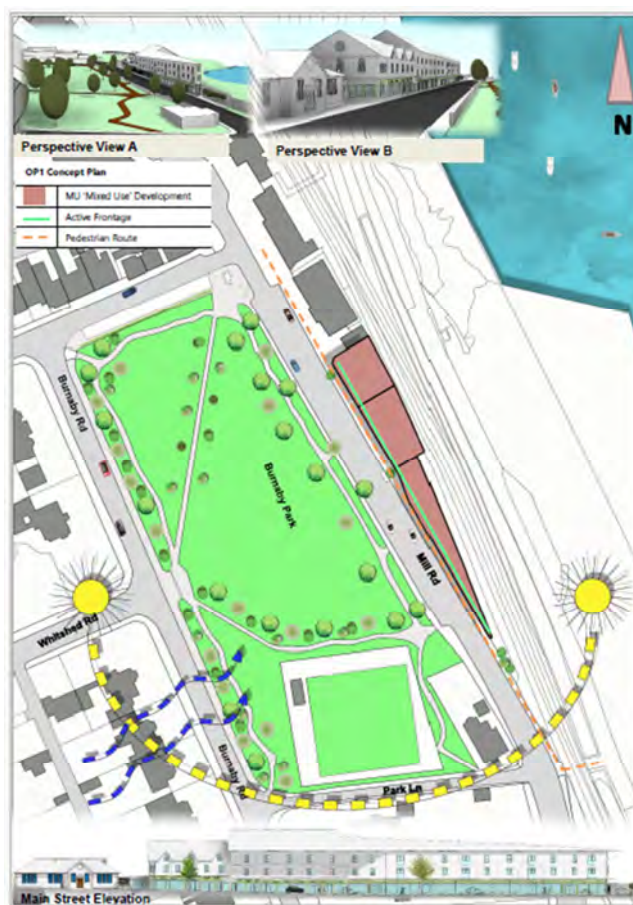 Perspective View A
Perspective View B
N
OP1 Concept Plan
MU 'Mixed Use' Development
Active Frontage
Pedestrian Route
Burnaby Rd
Burnaby Park
Mill Rd
Whitshed Rd
Burnaby Rd
Park Ln
Main Street Elevation